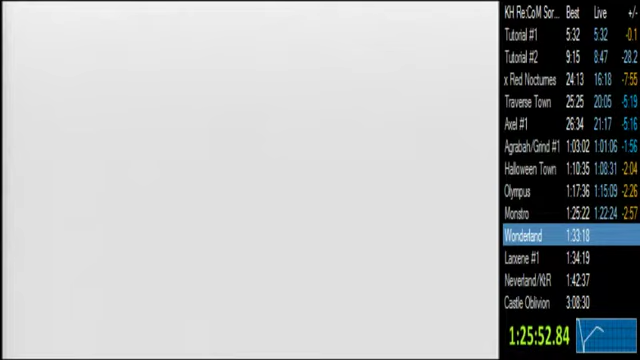 KH Re:CoM Sor... Best Live +/-
Tutorial #1 5:32 5:32 -0.1
Tutorial #2 9:15 8:47 -28.2
x Red Nocturnes 24:13 16:18 -7:55
Traverse Town 25:25 20:05 -5:19
Axel #1 26:34 21:17 -5:16
Agrabah/Grind #1 1:03:02 1:01:06 -1:56
Halloween Town 1:10:35 1:08:31 -2:04
Olympus 1:17:36 1:15:09 -2:26
Monstro 1:25:22 1:22:24 -2:57
Wonderland 1:33:18
Larxene #1 1:34:19
Neverland/Kt:R 1:42:37
Castle Oblivion 3:08:30
1:25:52.84